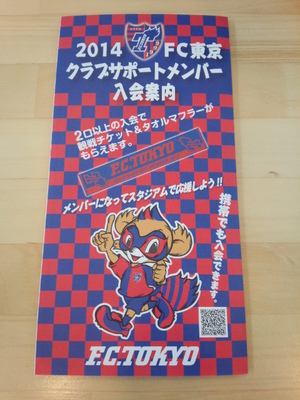 2014 FC東京
クラブサポートメンバー
入会案内
2口以上の入会で
観戦チケット&タオルマフラーが
もらえます。
F.C.TOKYO
メンバーになってスタジアムで応援しよう!!
携帯でも入会できます。
F.C.TOKYO